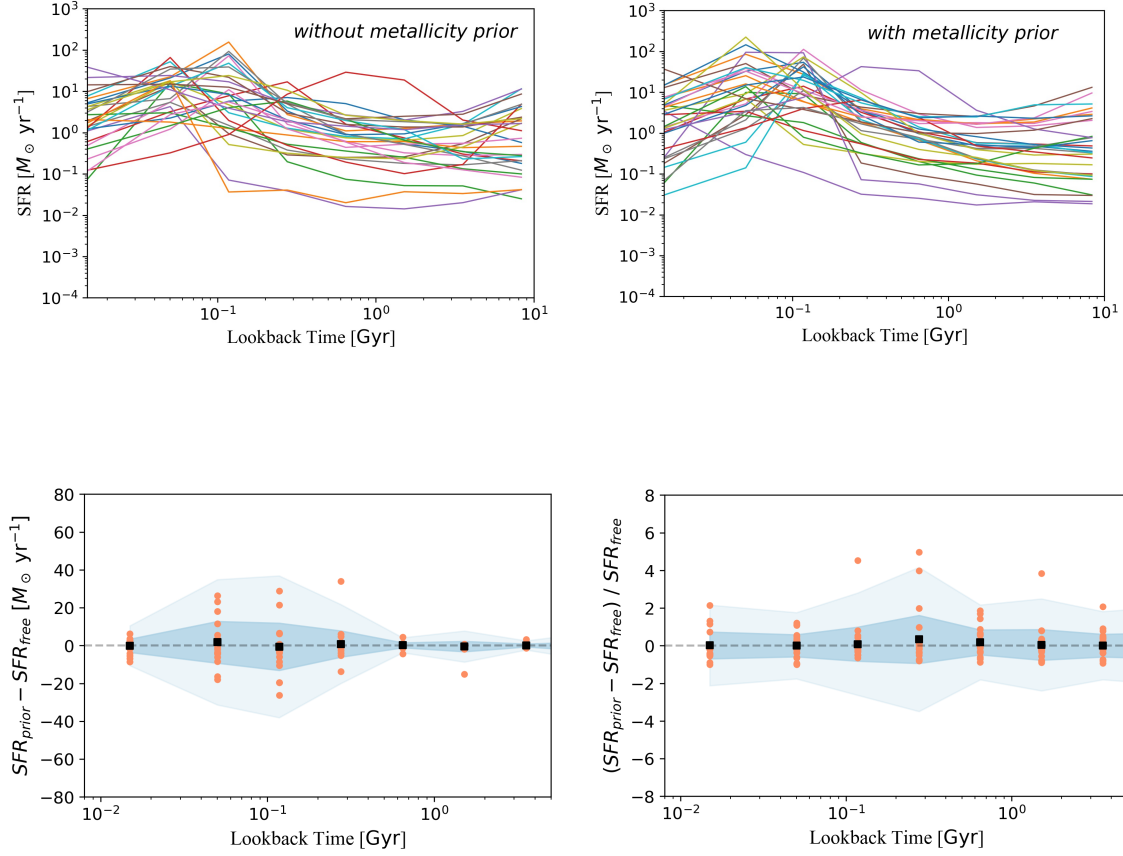 without metallicity prior
SFR [M⊙ yr⁻¹]
10³
10²
10¹
10⁰
10⁻¹
10⁻²
10⁻³
10⁻⁴
10⁻¹ 10⁰ 10¹
Lookback Time [Gyr]
with metallicity prior
SFR [M⊙ yr⁻¹]
10³
10²
10¹
10⁰
10⁻¹
10⁻²
10⁻³
10⁻⁴
10⁻¹ 10⁰ 10¹
Lookback Time [Gyr]
SFR_prior − SFR_free [M⊙ yr⁻¹]
80
60
40
20
0
−20
−40
−60
−80
10⁻² 10⁻¹ 10⁰
Lookback Time [Gyr]
(SFR_prior − SFR_free) / SFR_free
8
6
4
2
0
−2
−4
−6
−8
10⁻² 10⁻¹ 10⁰
Lookback Time [Gyr]